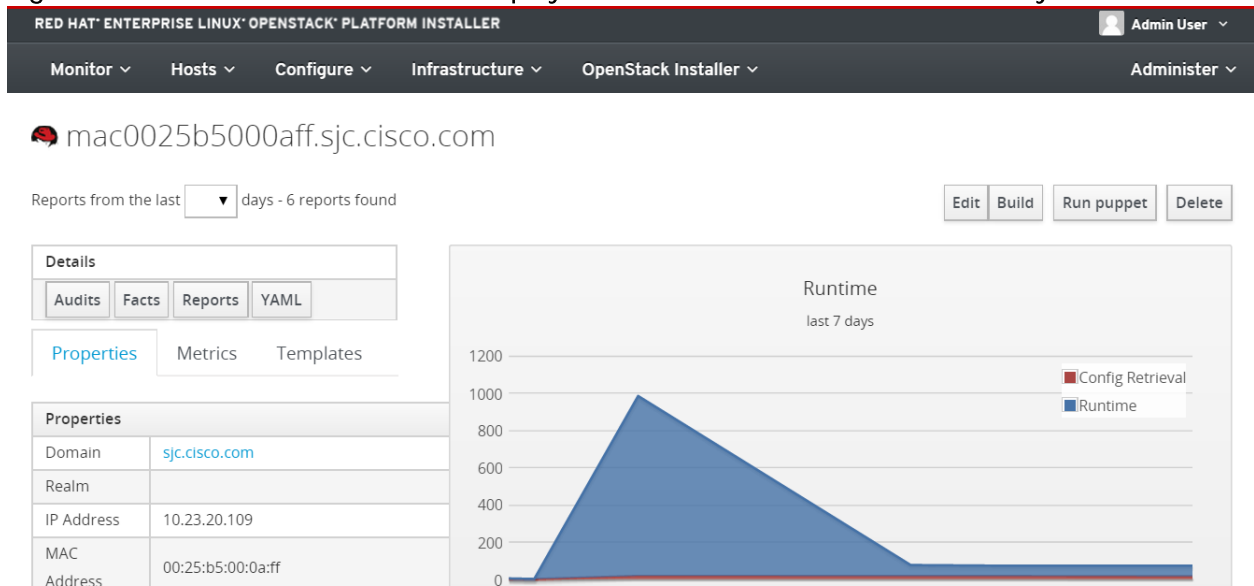 RED HAT® ENTERPRISE LINUX® OPENSTACK® PLATFORM INSTALLER
Admin User
Monitor
Hosts
Configure
Infrastructure
OpenStack Installer
Administer
mac0025b5000aff.sjc.cisco.com
Reports from the last days - 6 reports found
Edit
Build
Run puppet
Delete
Details
Audits
Facts
Reports
YAML
Properties
Metrics
Templates
Properties
Domain
sjc.cisco.com
Realm
IP Address
10.23.20.109
MAC
Address
00:25:b5:00:0a:ff
Runtime
last 7 days
1200
1000
800
600
400
200
0
Config Retrieval
Runtime